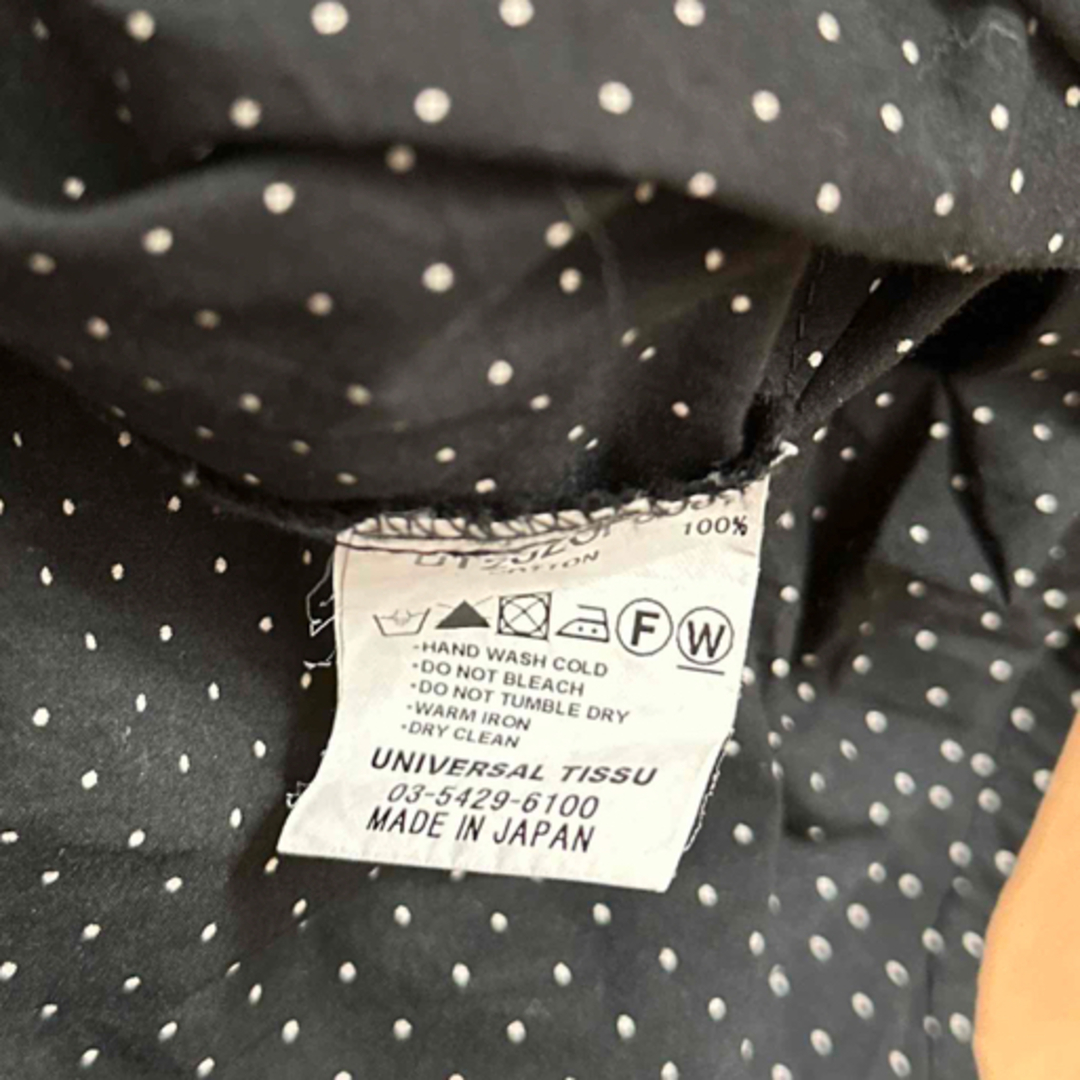 100%
COTTON
F W
·HAND WASH COLD
·DO NOT BLEACH
·DO NOT TUMBLE DRY
·WARM IRON
·DRY CLEAN
UNIVERSAL TISSU
03-5429-6100
MADE IN JAPAN